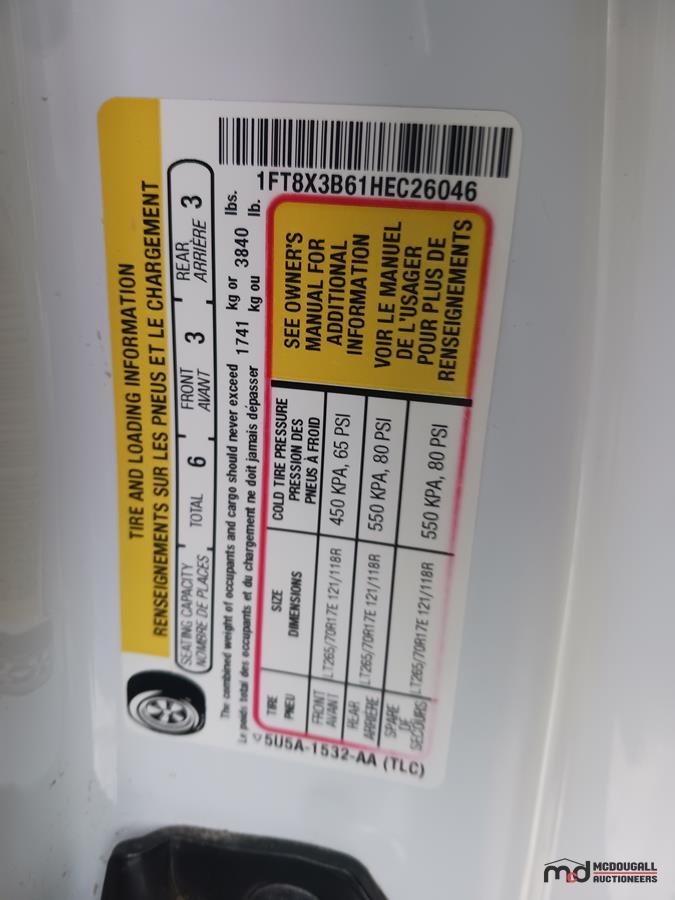 TIRE AND LOADING INFORMATION
RENSEIGNEMENTS SUR LES PNEUS ET LE CHARGEMENT
SEATING CAPACITY
NOMBRE DE PLACES
TOTAL 6
FRONT
AVANT 3
REAR
ARRIÈRE 3
The combined weight of occupants and cargo should never exceed 1741 kg or 3840 lbs.
Le poids total des occupants et du chargement ne doit jamais dépasser kg ou lb.
TIRE
PNEU
SIZE
DIMENSIONS
COLD TIRE PRESSURE
PRESSION DES
PNEUS À FROID
FRONT
AVANT
LT265/70R17E 121/118R
450 KPA, 65 PSI
REAR
ARRIÈRE
LT265/70R17E 121/118R
550 KPA, 80 PSI
SPARE
DE
SECOURS
LT265/70R17E 121/118R
550 KPA, 80 PSI
SEE OWNER'S
MANUAL FOR
ADDITIONAL
INFORMATION
VOIR LE MANUEL
DE L'USAGER
POUR PLUS DE
RENSEIGNEMENTS
1FT8X3B61HEC26046
5U5A-1532-AA (TLC)
md MCDOUGALL
AUCTIONEERS